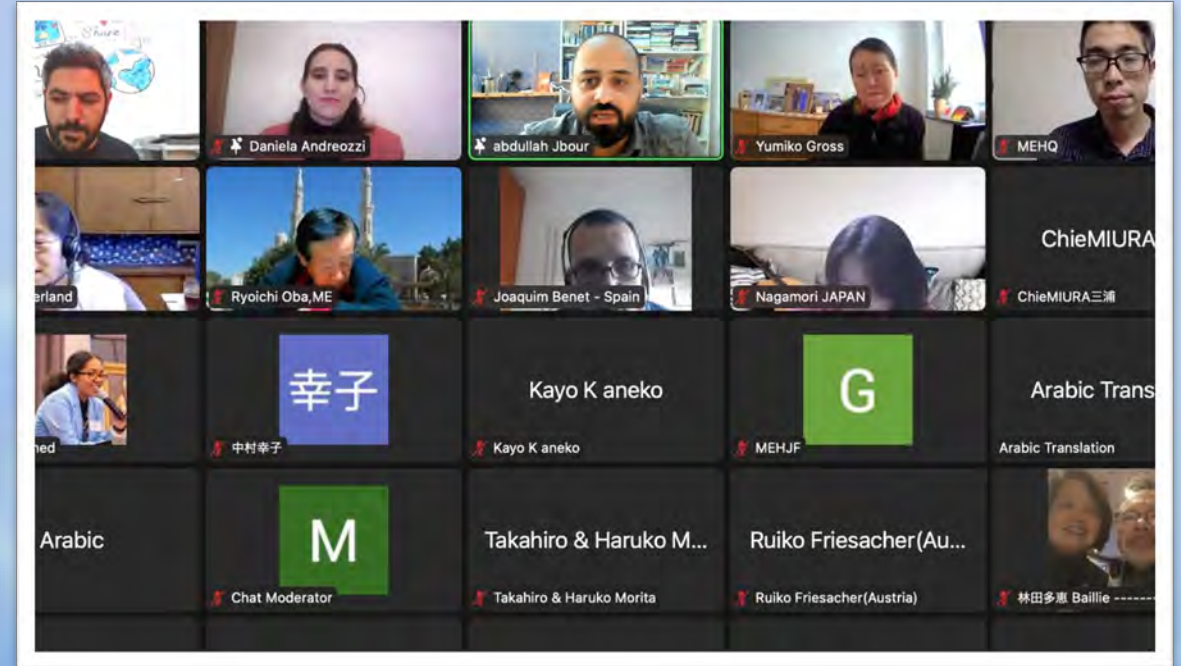 Share
Daniela Andreozzi
abdullah Jbour
Yumiko Gross
MEHQ
erland
Ryoichi Oba,ME
Joaquim Benet - Spain
Nagamori JAPAN
ChieMIURA
ChieMIURA三浦
ned
幸子
中村幸子
Kayo K aneko
Kayo K aneko
G
MEHJF
Arabic Trans
Arabic Translation
Arabic
M
Chat Moderator
Takahiro & Haruko M...
Takahiro & Haruko Morita
Ruiko Friesacher(Au...
Ruiko Friesacher(Austria)
林田多恵 Baillie ------